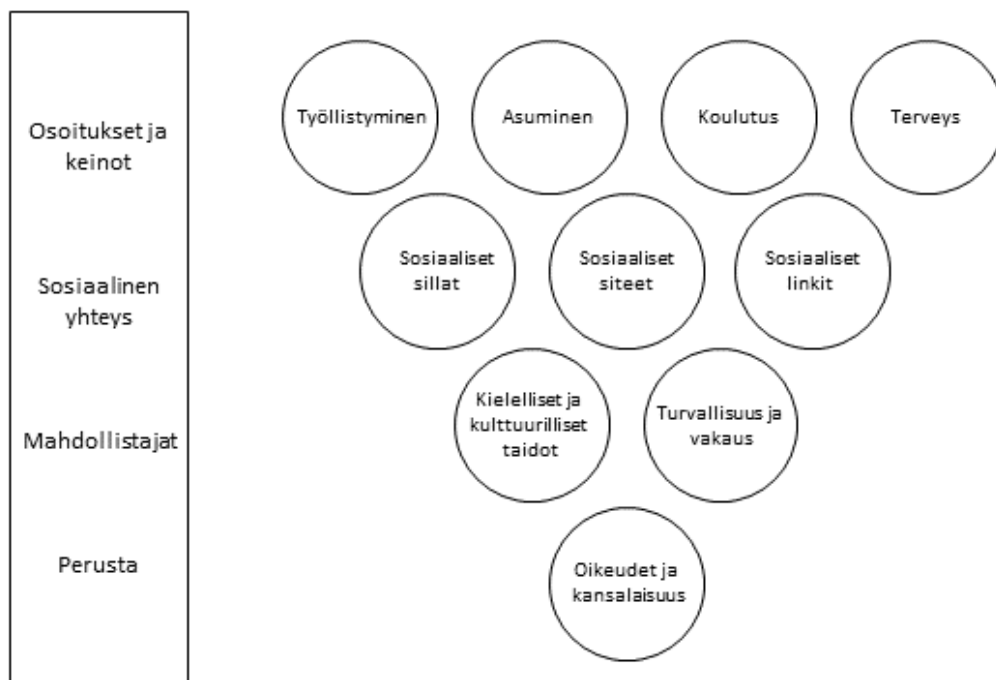 Osoitukset ja
keinot
Työllistyminen
Asuminen
Koulutus
Terveys
Sosiaalinen
yhteys
Sosiaaliset
sillat
Sosiaaliset
siteet
Sosiaaliset
linkit
Mahdollistajat
Kielelliset ja
kulttuurilliset
taidot
Turvallisuus ja
vakaus
Perusta
Oikeudet ja
kansalaisuus